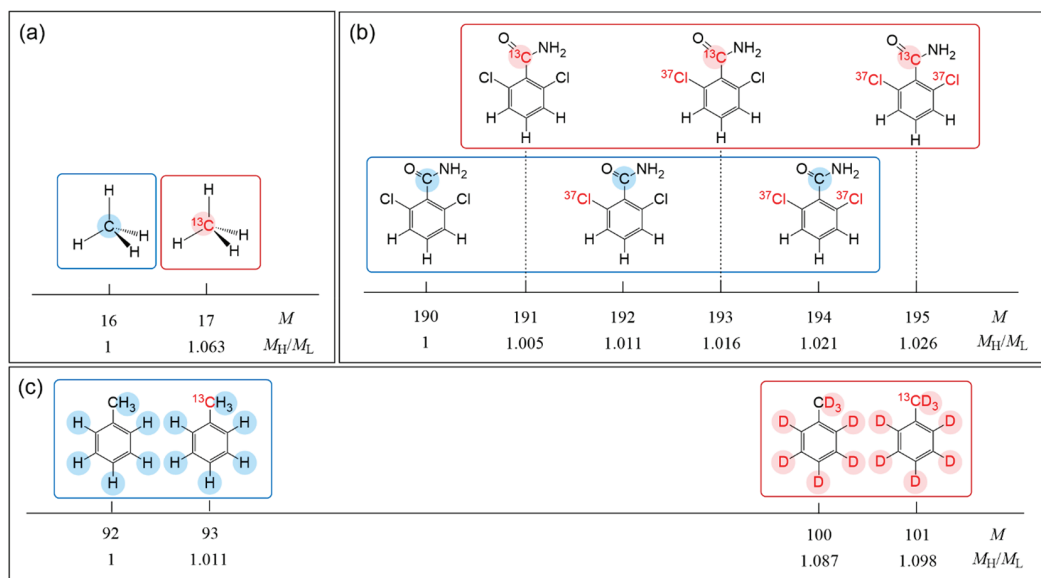 (a)
H
C
H
H
H
H
13C
H
H
H
16
17
M
1
1.063
MH/ML
(b)
O
NH2
13C
Cl
Cl
H
H
H
O
NH2
13C
37Cl
Cl
H
H
H
O
NH2
13C
37Cl
37Cl
H
H
H
O
NH2
C
Cl
Cl
H
H
H
O
NH2
C
37Cl
Cl
H
H
H
O
NH2
C
37Cl
37Cl
H
H
H
190
191
192
193
194
195
M
1
1.005
1.011
1.016
1.021
1.026
MH/ML
(c)
CH3
H
H
H
H
H
13CH3
H
H
H
H
H
CD3
D
D
D
D
D
13CD3
D
D
D
D
D
92
93
100
101
M
1
1.011
1.087
1.098
MH/ML